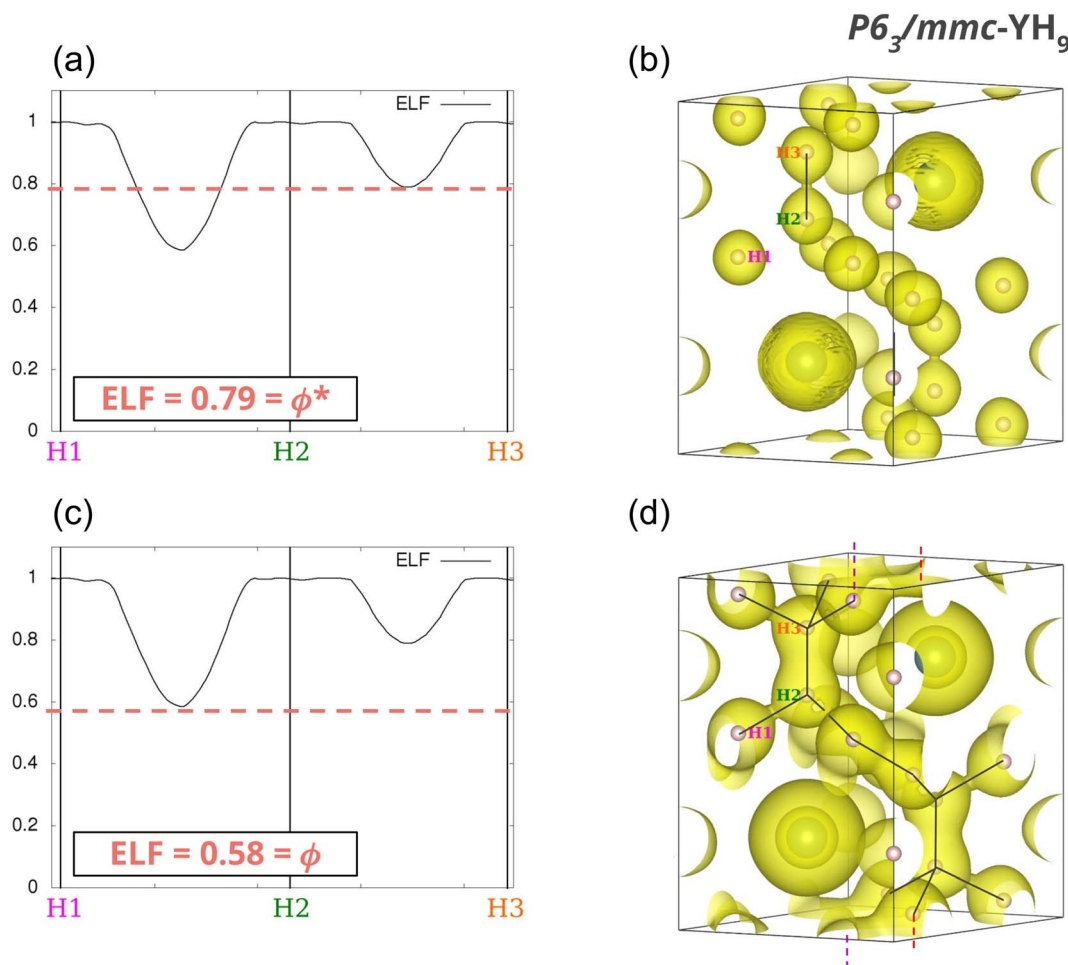 P6₃/mmc-YH₉
(a)
ELF
1
0.8
0.6
0.4
0.2
0
ELF = 0.79 = ϕ*
H1
H2
H3
(b)
H3
H2
H1
(c)
ELF
1
0.8
0.6
0.4
0.2
0
ELF = 0.58 = ϕ
H1
H2
H3
(d)
H3
H2
H1